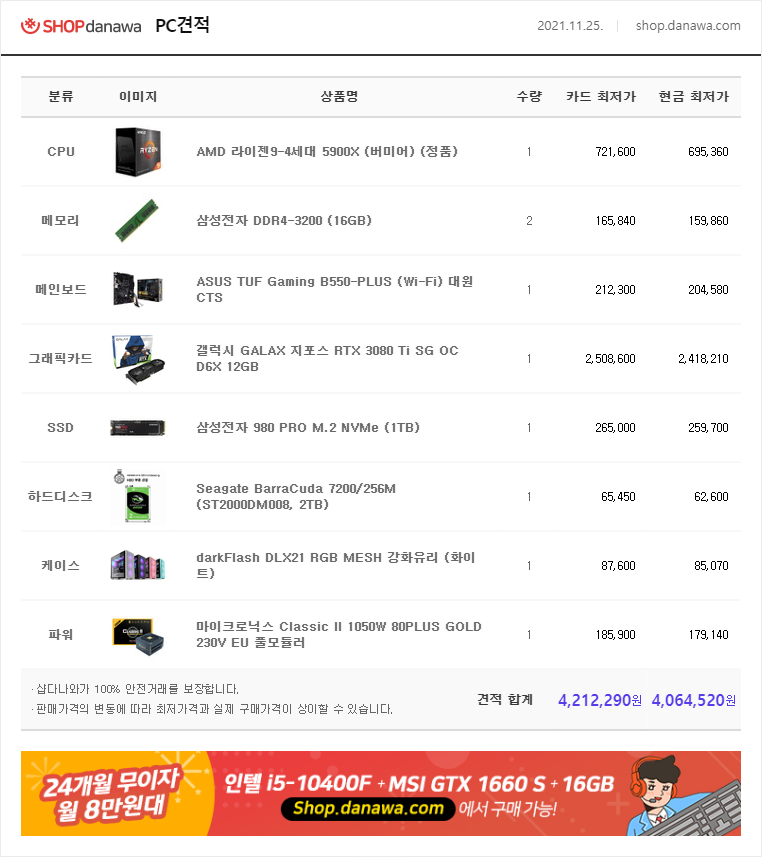 SHOPdanawa PC견적 2021.11.25. shop.danawa.com
분류 이미지 상품명 수량 카드 최저가 현금 최저가
CPU AMD 라이젠9-4세대 5900X (버미어) (정품) 1 721,600 695,360
메모리 삼성전자 DDR4-3200 (16GB) 2 165,840 159,860
메인보드 ASUS TUF Gaming B550-PLUS (Wi-Fi) 대원 1 212,300 204,580
CTS
그래픽카드 갤럭시 GALAX 지포스 RTX 3080 Ti SG OC 1 2,508,600 2,418,210
D6X 12GB
SSD 삼성전자 980 PRO M.2 NVMe (1TB) 1 265,000 259,700
하드디스크 Seagate BarraCuda 7200/256M 1 65,450 62,600
(ST2000DM008, 2TB)
케이스 darkFlash DLX21 RGB MESH 강화유리 (화이 1 87,600 85,070
트)
파워 마이크로닉스 Classic II 1050W 80PLUS GOLD 1 185,900 179,140
230V EU 풀모듈러
· 샵다나와가 100% 안전거래를 보장합니다.
· 판매가격의 변동에 따라 최저가격과 실제 구매가격이 상이할 수 있습니다.
견적 합계 4,212,290원 4,064,520원
24개월 무이자
월 8만원대
인텔 i5-10400F + MSI GTX 1660 S + 16GB
Shop.danawa.com 에서 구매 가능!
RYZEN